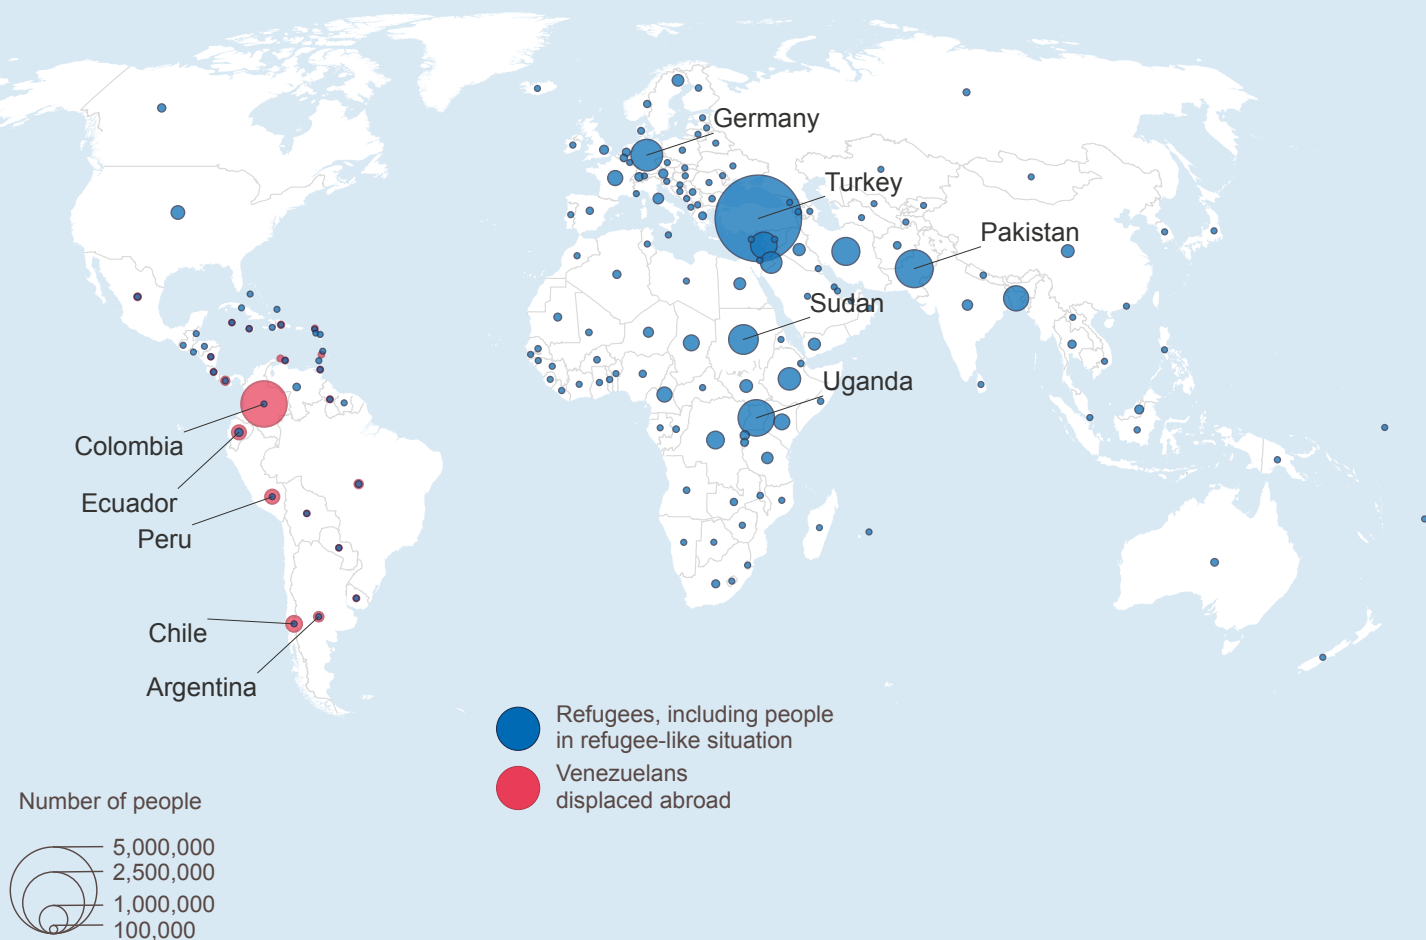 Germany
Turkey
Pakistan
Sudan
Uganda
Colombia
Ecuador
Peru
Chile
Argentina
Refugees, including people
in refugee-like situation
Venezuelans
displaced abroad
Number of people
5,000,000
2,500,000
1,000,000
100,000